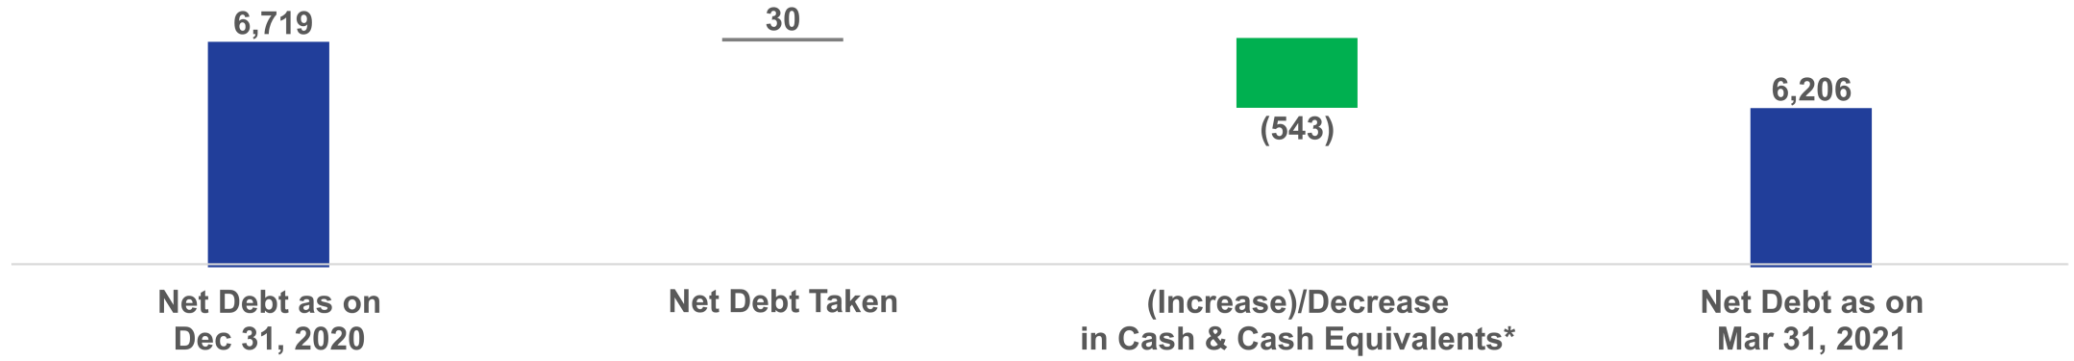 6,719
30
(543)
6,206
Net Debt as on
Dec 31, 2020
Net Debt Taken
(Increase)/Decrease
in Cash & Cash Equivalents*
Net Debt as on
Mar 31, 2021